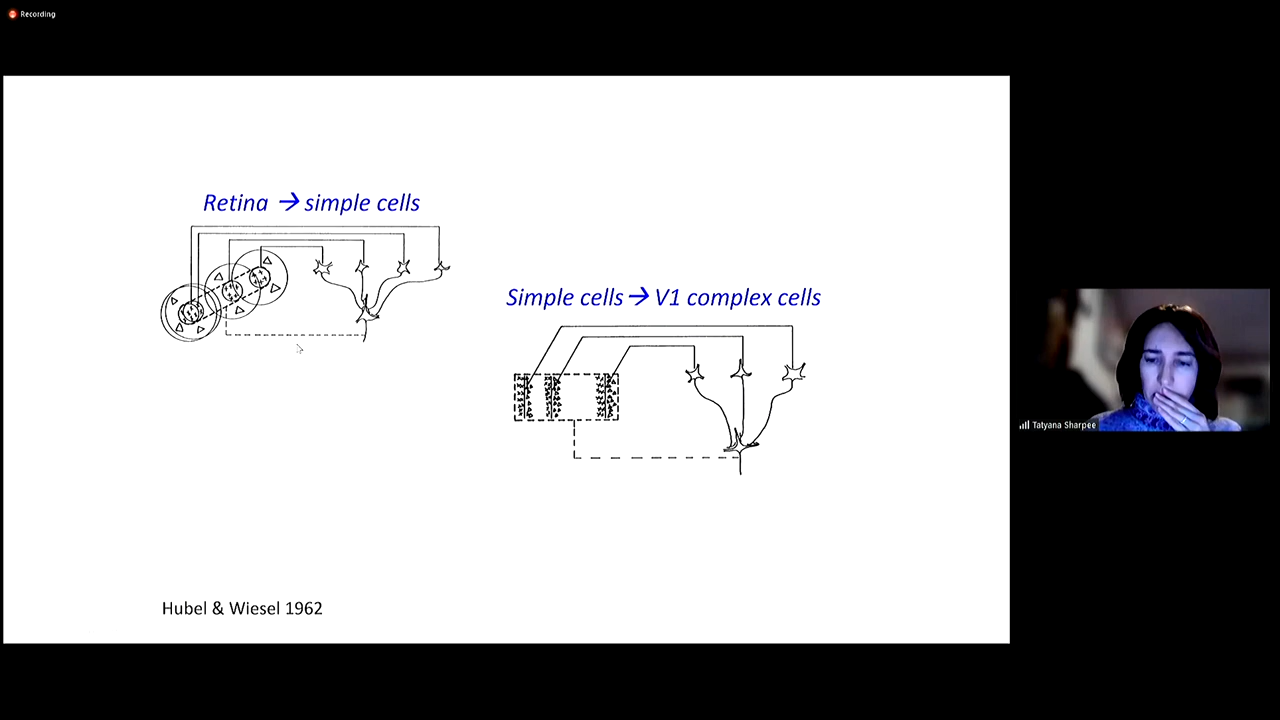 Recording
Retina → simple cells
Simple cells → V1 complex cells
Tatyana Sharpee
Hubel & Wiesel 1962